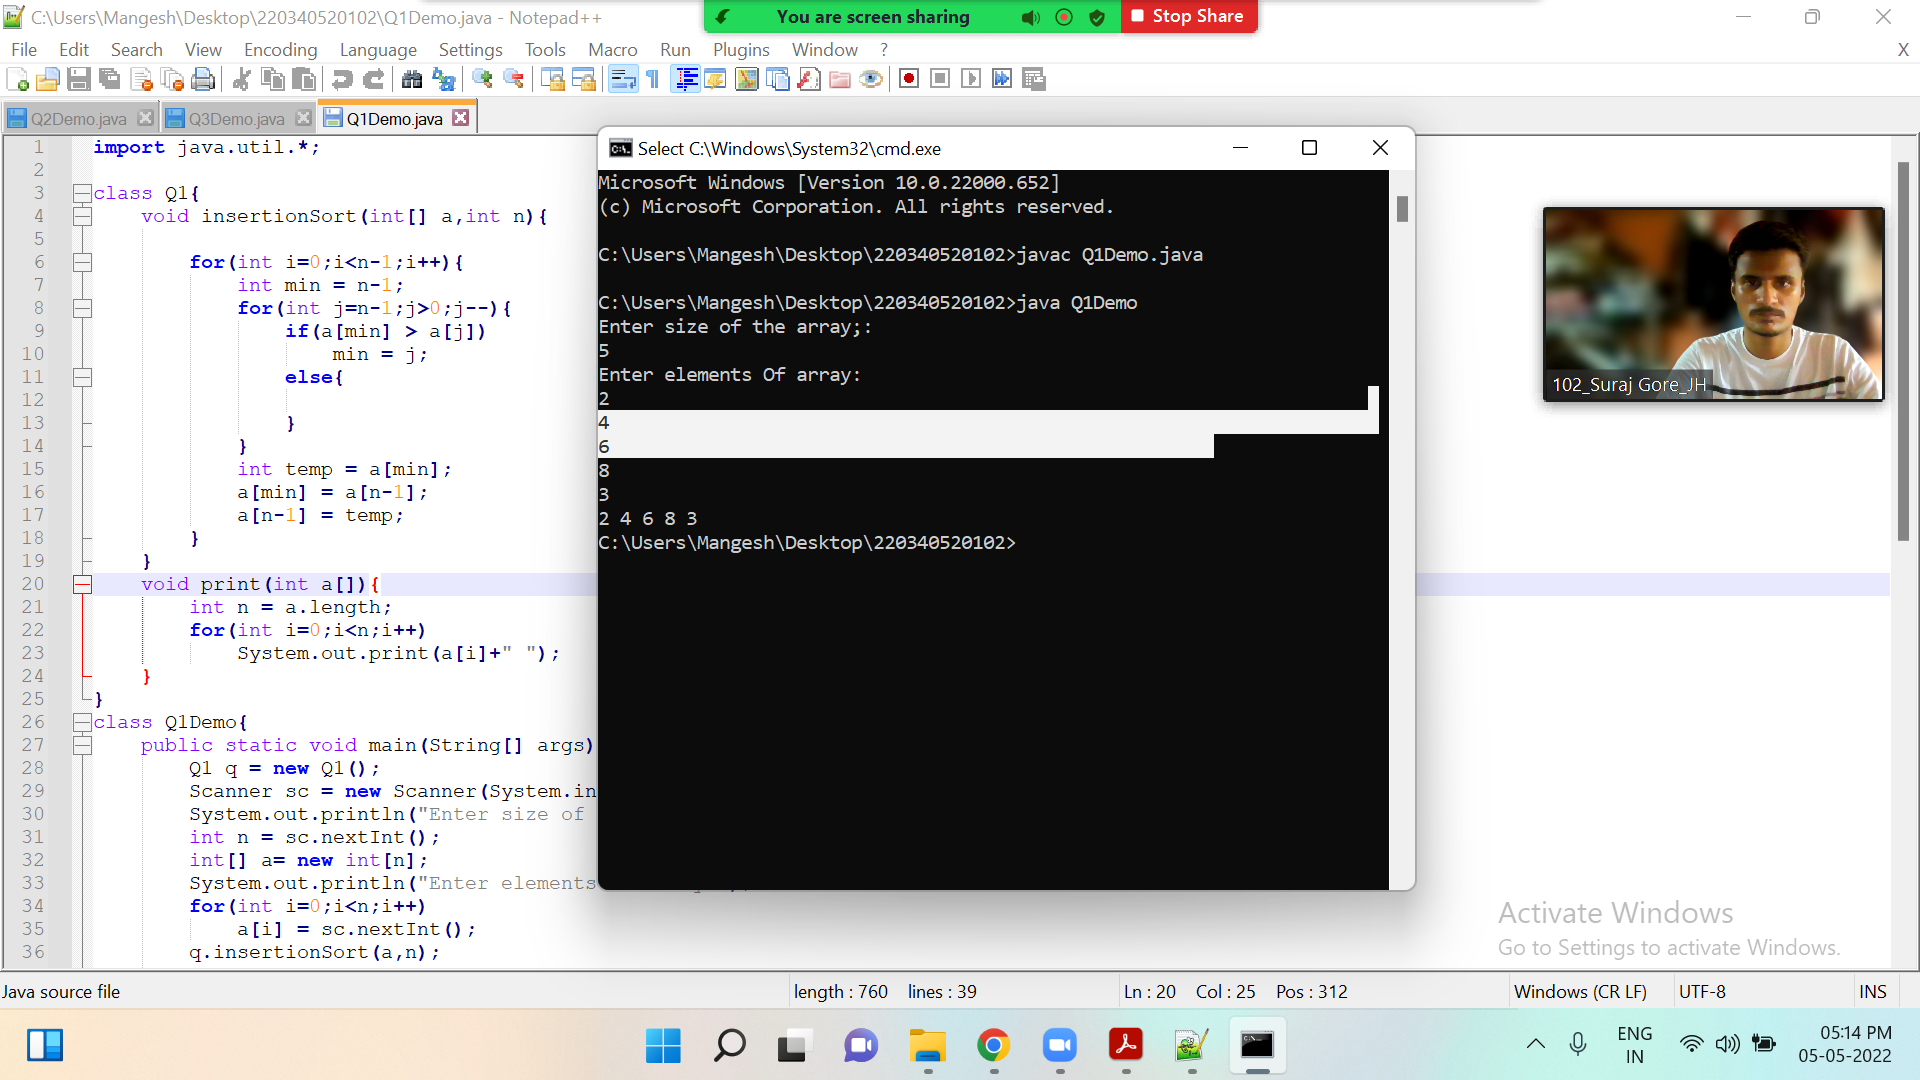 C:\Users\Mangesh\Desktop\220340520102\Q1Demo.java - Notepad++
You are screen sharing
Stop Share
File Edit Search View Encoding Language Settings Tools Macro Run Plugins Window ?
X
Q2Demo.java Q3Demo.java Q1Demo.java
1 import java.util.*;
2
3 class Q1{
4 void insertionSort(int[] a,int n){
5
6 for(int i=0;i<n-1;i++){
7 int min = n-1;
8 for(int j=n-1;j>0;j--){
9 if(a[min] > a[j])
10 min = j;
11 else{
12
13 }
14 }
15 int temp = a[min];
16 a[min] = a[n-1];
17 a[n-1] = temp;
18 }
19 }
20 void print(int a[]){
21 int n = a.length;
22 for(int i=0;i<n;i++)
23 System.out.print(a[i]+" ");
24 }
25 }
26 class Q1Demo{
27 public static void main(String[] args)
28 Q1 q = new Q1();
29 Scanner sc = new Scanner(System.in
30 System.out.println("Enter size of
31 int n = sc.nextInt();
32 int[] a= new int[n];
33 System.out.println("Enter elements
34 for(int i=0;i<n;i++)
35 a[i] = sc.nextInt();
36 q.insertionSort(a,n);
Select C:\Windows\System32\cmd.exe
Microsoft Windows [Version 10.0.22000.652]
(c) Microsoft Corporation. All rights reserved.
C:\Users\Mangesh\Desktop\220340520102>javac Q1Demo.java
C:\Users\Mangesh\Desktop\220340520102>java Q1Demo
Enter size of the array;:
5
Enter elements Of array:
2
4
6
8
3
2 4 6 8 3
C:\Users\Mangesh\Desktop\220340520102>
102_Suraj Gore_JH
Activate Windows
Go to Settings to activate Windows.
Java source file
length : 760 lines : 39
Ln : 20 Col : 25 Pos : 312
Windows (CR LF)
UTF-8
INS
ENG
IN
05:14 PM
05-05-2022